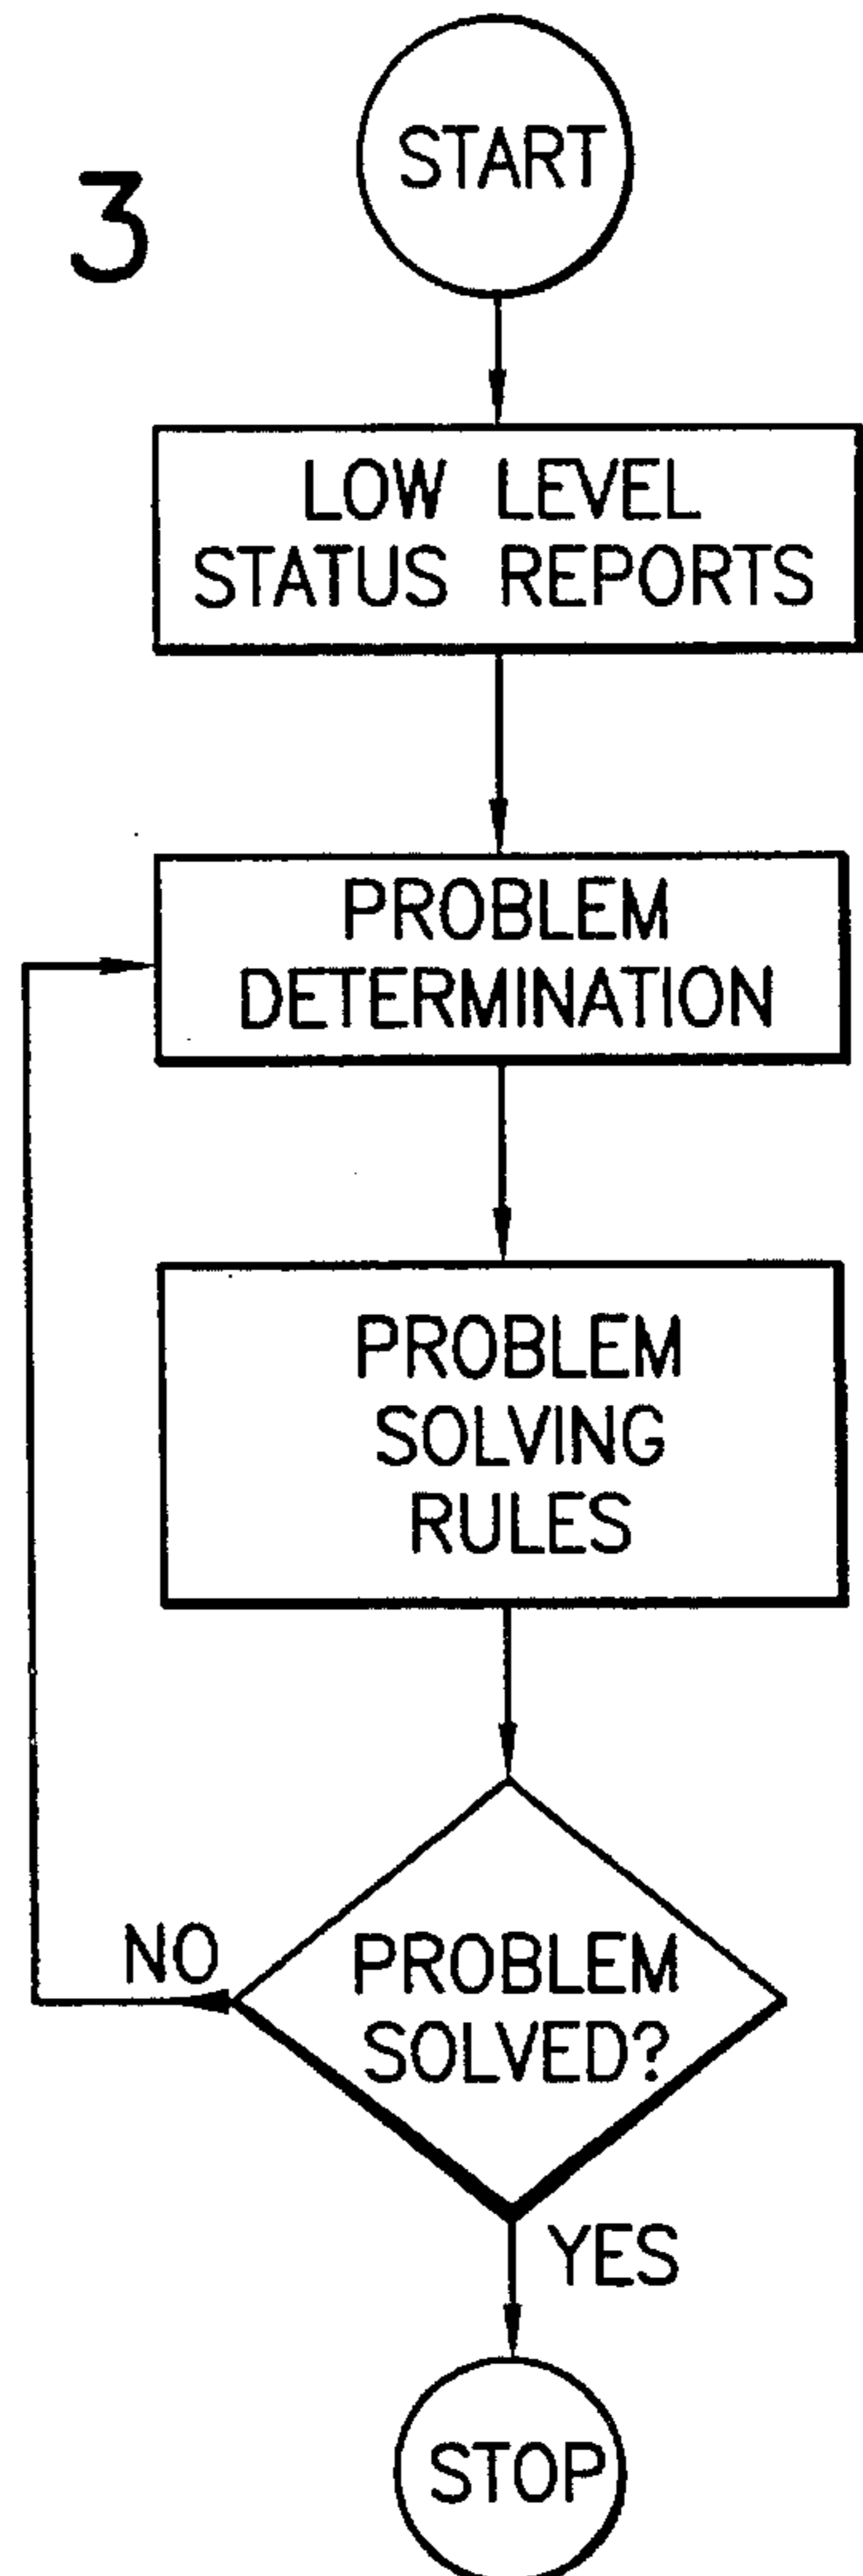 3
START
LOW LEVEL
STATUS REPORTS
PROBLEM
DETERMINATION
PROBLEM
SOLVING
RULES
NO
PROBLEM
SOLVED?
YES
STOP